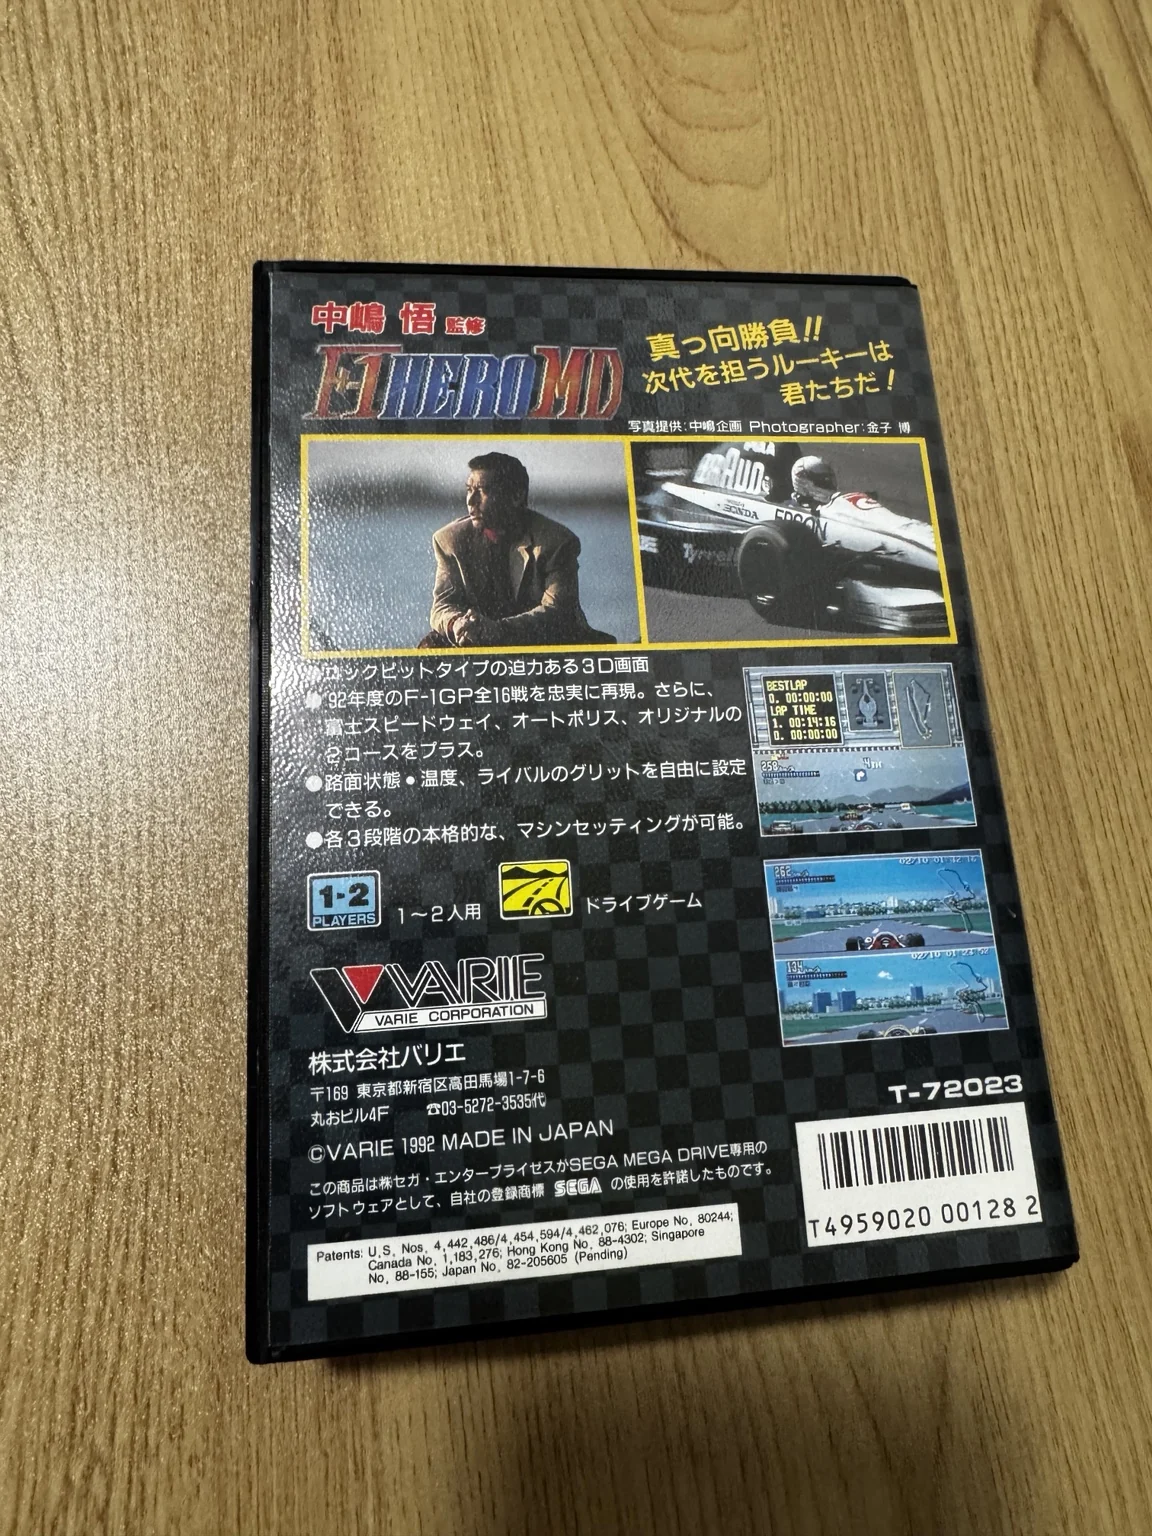 中嶋 悟 監修
F-1 HERO MD
真っ向勝負!!
次代を担うルーキーは
君たちだ!
写真提供:中嶋企画 Photographer:金子 博
BRAUN
HONDA
EPSON
Tyrrell
●コックピットタイプの迫力ある3D画面
●92年度のF-1GP全16戦を忠実に再現。さらに、
富士スピードウェイ、オートポリス、オリジナルの
2コースをプラス。
●路面状態・温度、ライバルのグリットを自由に設定
できる。
●各3段階の本格的な、マシンセッティングが可能。
BESTLAP
0. 00:00:00
LAP TIME
1. 00:14:16
0. 00:00:00
258
262
134
1-2
PLAYERS
1～2人用
ドライブゲーム
VARIE
VARIE CORPORATION
株式会社バリエ
〒169 東京都新宿区高田馬場1-7-6
丸おビル4F ☎03-5272-3535代
©VARIE 1992 MADE IN JAPAN
この商品は㈱セガ・エンタープライゼスがSEGA MEGA DRIVE専用の
ソフトウェアとして、自社の登録商標 SEGA の使用を許諾したものです。
Patents: U.S. Nos. 4,442,486/4,454,594/4,462,076; Europe No. 80244;
Canada No. 1,183,276; Hong Kong No. 88-4302; Singapore
No. 88-155; Japan No. 82-205605 (Pending)
T-72023
T4959020 00128 2